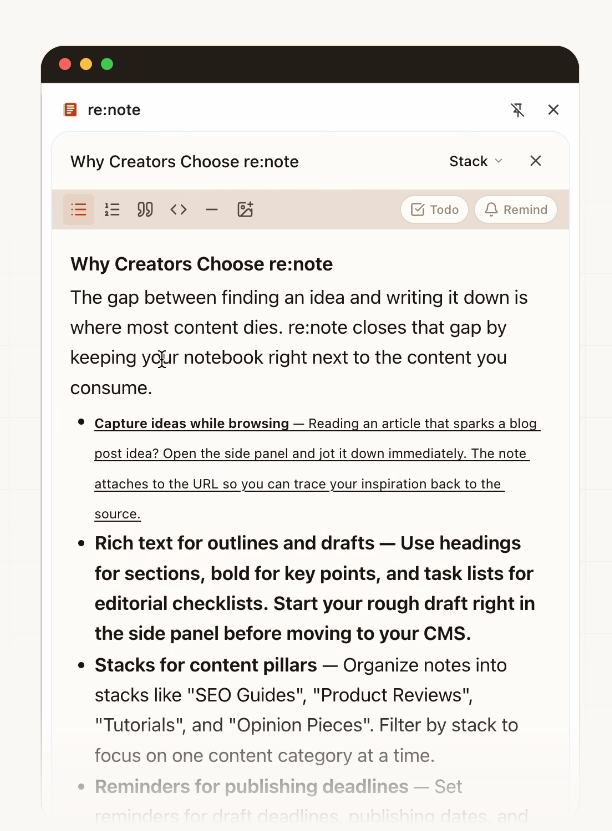 re:note
Why Creators Choose re:note
Stack
Todo
Remind
Why Creators Choose re:note
The gap between finding an idea and writing it down is
where most content dies. re:note closes that gap by
keeping your notebook right next to the content you
consume.
• Capture ideas while browsing — Reading an article that sparks a blog
post idea? Open the side panel and jot it down immediately. The note
attaches to the URL so you can trace your inspiration back to the
source.
• Rich text for outlines and drafts — Use headings
for sections, bold for key points, and task lists for
editorial checklists. Start your rough draft right in
the side panel before moving to your CMS.
• Stacks for content pillars — Organize notes into
stacks like "SEO Guides", "Product Reviews",
"Tutorials", and "Opinion Pieces". Filter by stack to
focus on one content category at a time.
• Reminders for publishing deadlines — Set
reminders for draft deadlines, publishing dates, and